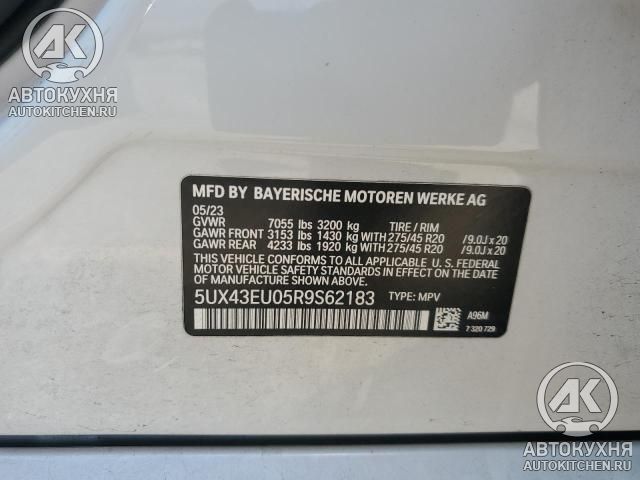 AK
АВТОКУХНЯ
AUTOKITCHEN.RU
MFD BY BAYERISCHE MOTOREN WERKE AG
05/23
GVWR 7055 lbs 3200 kg TIRE / RIM
GAWR FRONT 3153 lbs 1430 kg WITH 275/45 R20 /9.0J x 20
GAWR REAR 4233 lbs 1920 kg WITH 275/45 R20 /9.0J x 20
THIS VEHICLE CONFORMS TO ALL APPLICABLE U. S. FEDERAL
MOTOR VEHICLE SAFETY, BUMPER, AND THEFT PREVENTION
STANDARDS IN EFFECT ON THE DATE OF MANUFACTURE SHOWN ABOVE.
5UX43EU05R9S62183 TYPE: MPV
A96M
7 320 729
AK
АВТОКУХНЯ
AUTOKITCHEN.RU